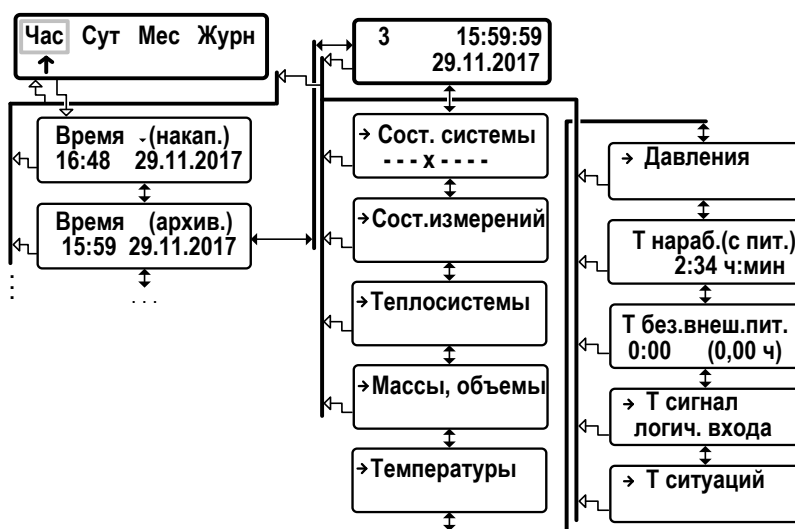 Час Сут Мес Журн
Время (накап.)
16:48 29.11.2017
Время (архив.)
15:59 29.11.2017
. . .
3 15:59:59
29.11.2017
Сост. системы
- - - x - - - -
Сост.измерений
Теплосистемы
Массы, объемы
Температуры
Давления
Т нараб.(с пит.)
2:34 ч:мин
Т без.внеш.пит.
0:00 (0,00 ч)
Т сигнал
логич. входа
Т ситуаций